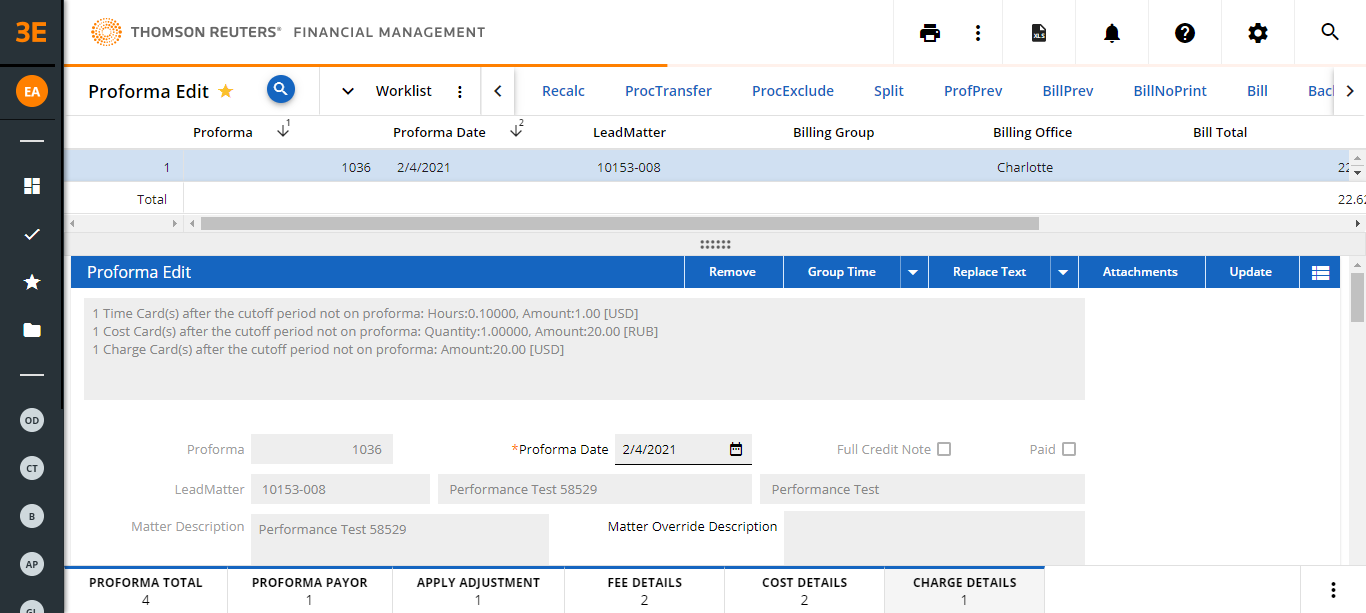 3E
THOMSON REUTERS® FINANCIAL MANAGEMENT
XLS
EA
Proforma Edit
Worklist
Recalc ProcTransfer ProcExclude Split ProfPrev BillPrev BillNoPrint Bill Bac
Proforma 1 Proforma Date 2 LeadMatter Billing Group Billing Office Bill Total
1 1036 2/4/2021 10153-008 Charlotte 22
Total 22.62
Proforma Edit Remove Group Time Replace Text Attachments Update
1 Time Card(s) after the cutoff period not on proforma: Hours:0.10000, Amount:1.00 [USD]
1 Cost Card(s) after the cutoff period not on proforma: Quantity:1.00000, Amount:20.00 [RUB]
1 Charge Card(s) after the cutoff period not on proforma: Amount:20.00 [USD]
Proforma 1036 *Proforma Date 2/4/2021 Full Credit Note Paid
LeadMatter 10153-008 Performance Test 58529 Performance Test
Matter Description Performance Test 58529 Matter Override Description
OD
CT
B
AP
GL
PROFORMA TOTAL PROFORMA PAYOR APPLY ADJUSTMENT FEE DETAILS COST DETAILS CHARGE DETAILS
4 1 1 2 2 1